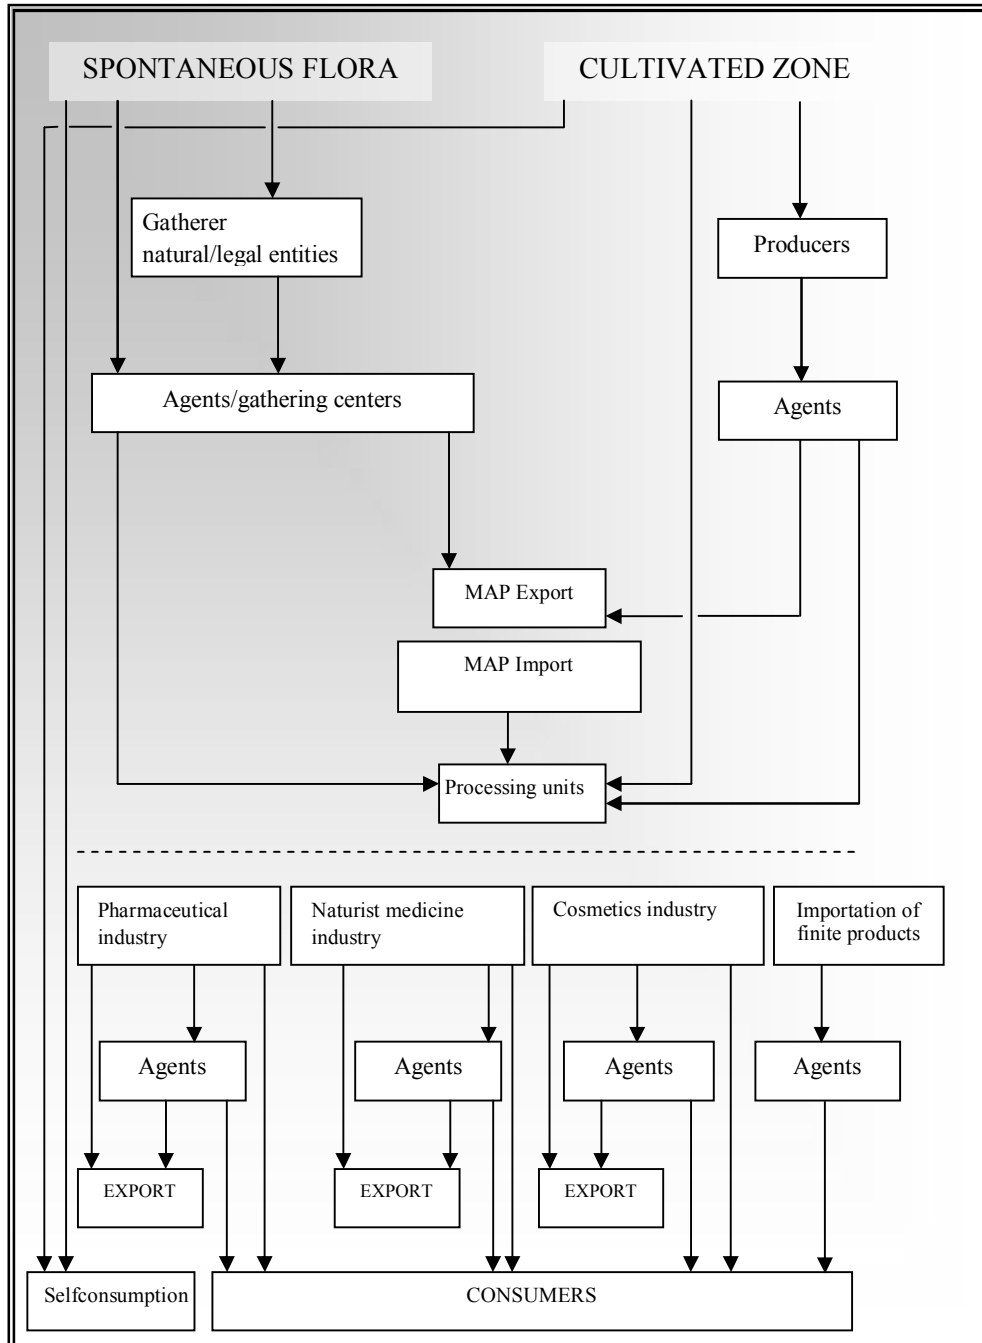 SPONTANEOUS FLORA
CULTIVATED ZONE
Gatherer
natural/legal entities
Producers
Agents/gathering centers
Agents
MAP Export
MAP Import
Processing units
Pharmaceutical
industry
Naturist medicine
industry
Cosmetics industry
Importation of
finite products
Agents
Agents
Agents
Agents
EXPORT
EXPORT
EXPORT
Selfconsumption
CONSUMERS